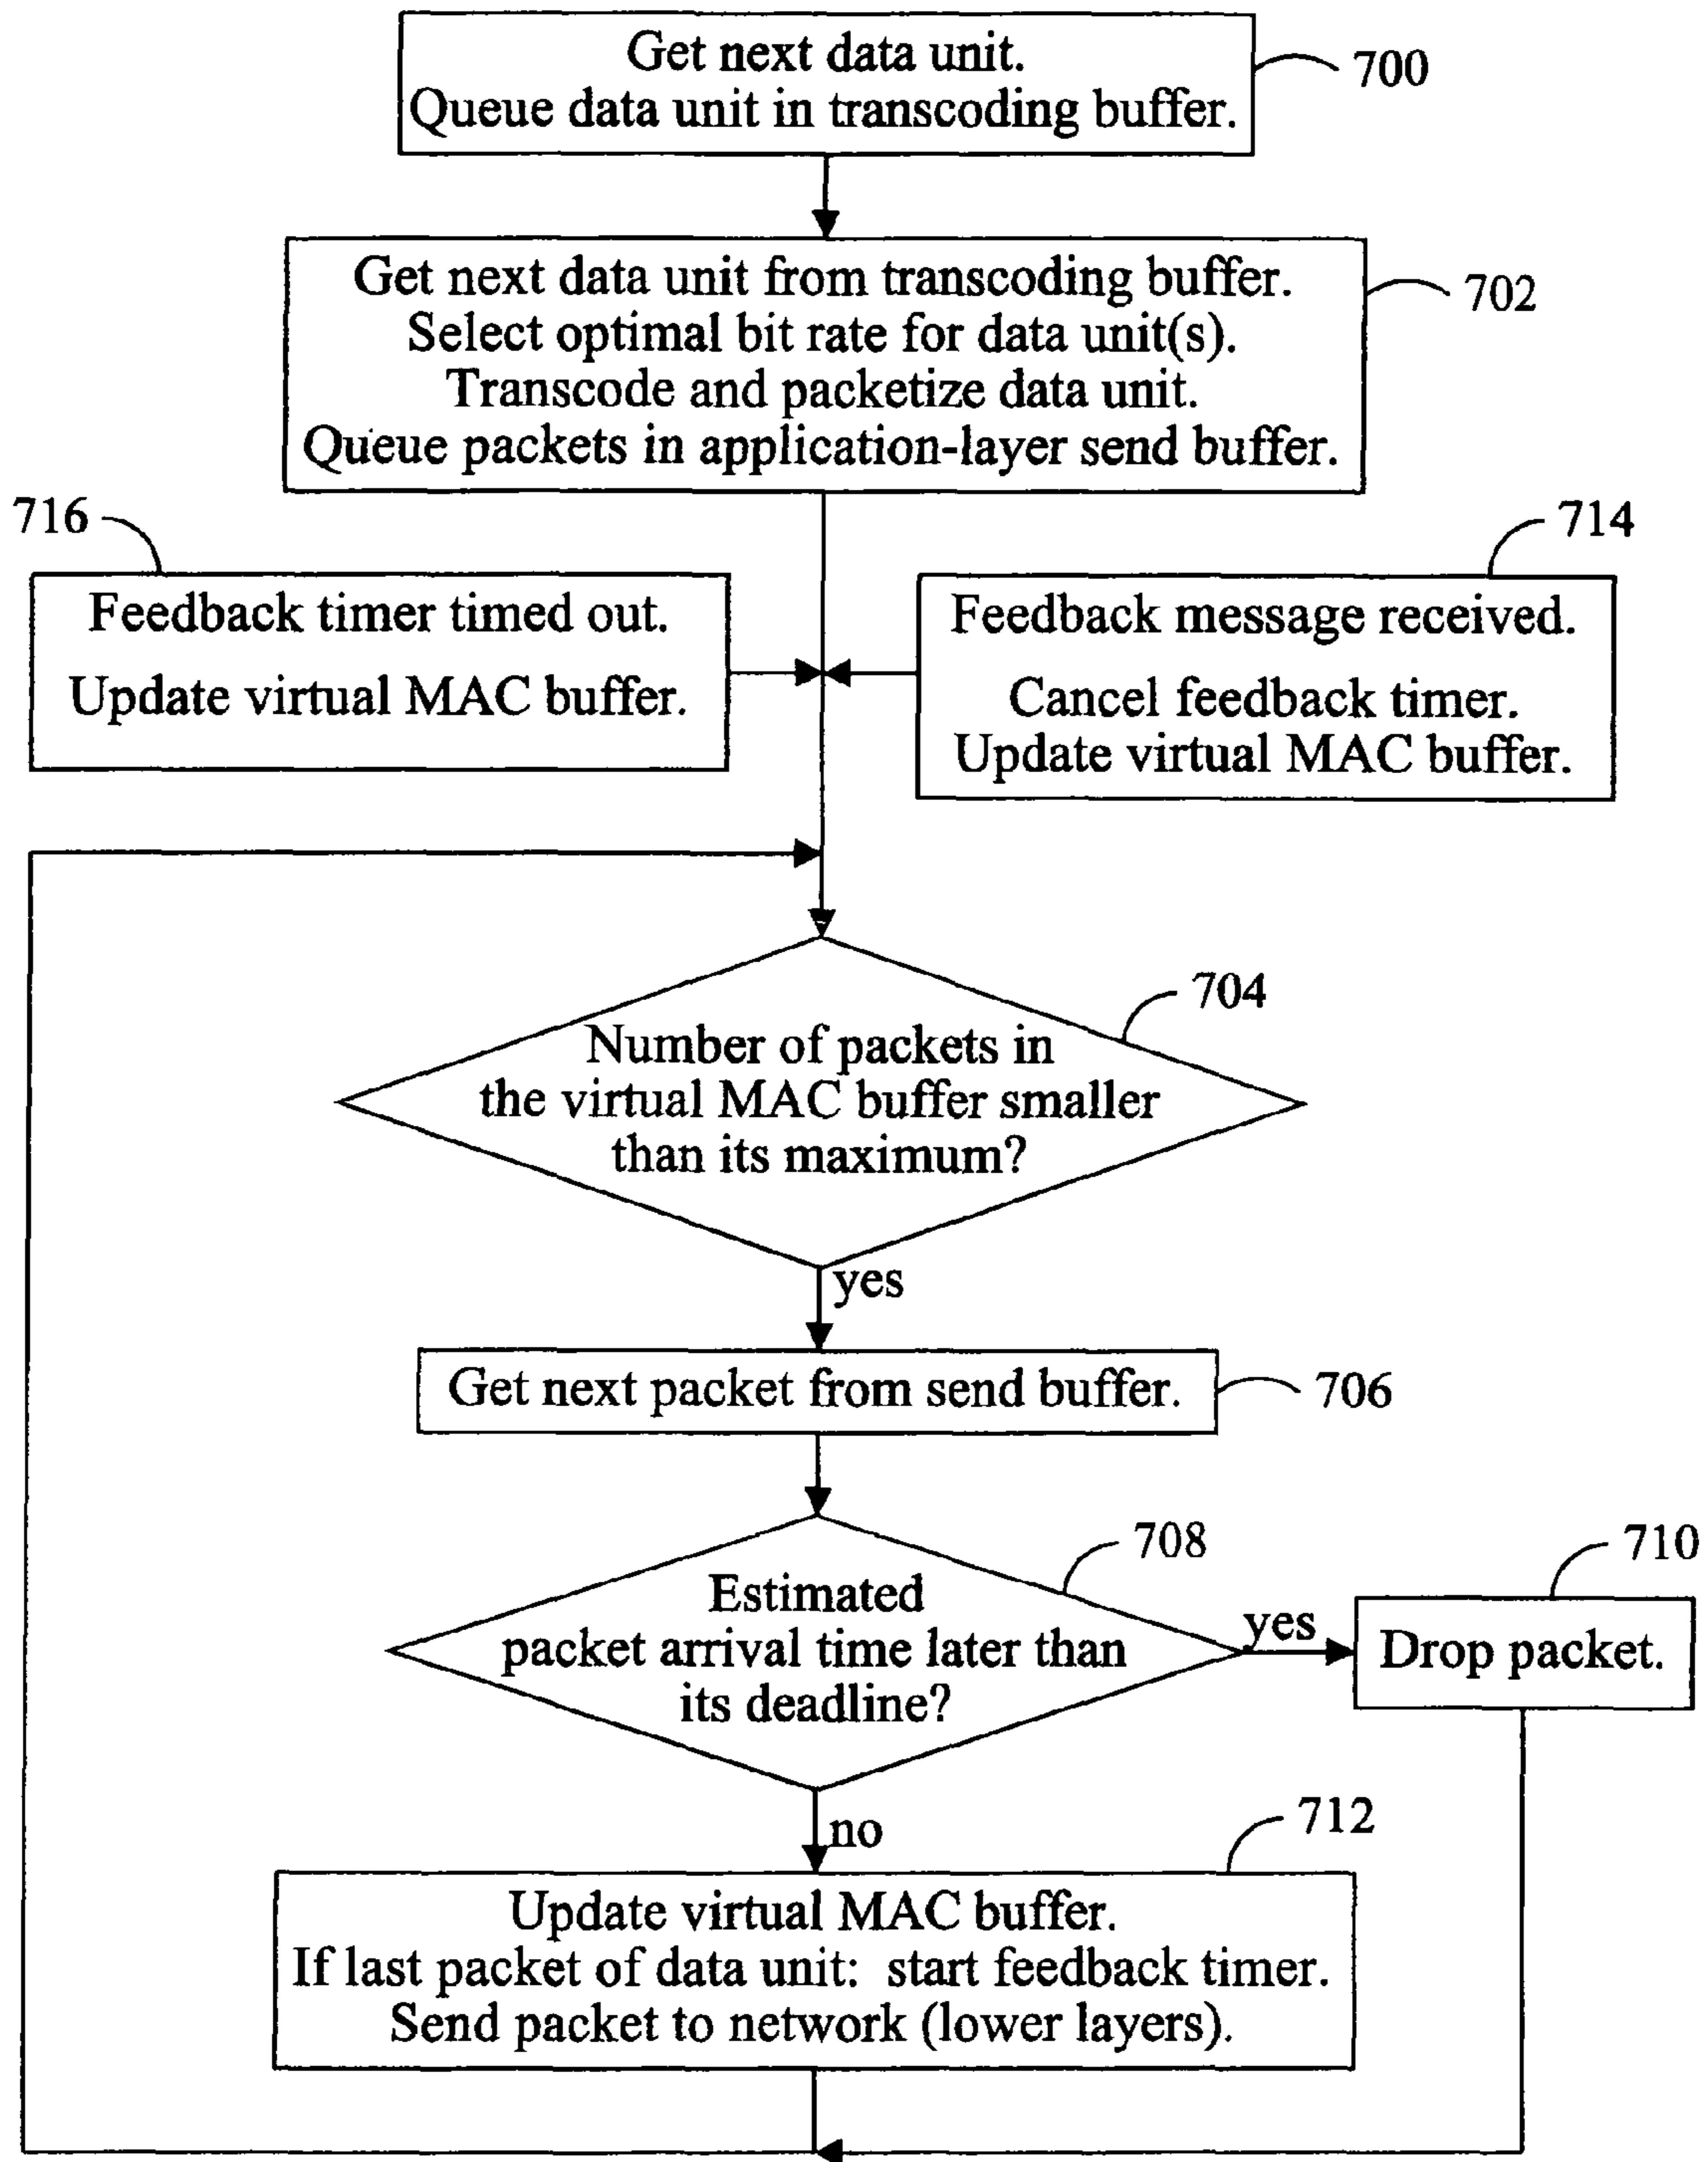 Get next data unit.
Queue data unit in transcoding buffer.
700
Get next data unit from transcoding buffer.
Select optimal bit rate for data unit(s).
Transcode and packetize data unit.
Queue packets in application-layer send buffer.
702
716
Feedback timer timed out.
Update virtual MAC buffer.
714
Feedback message received.
Cancel feedback timer.
Update virtual MAC buffer.
704
Number of packets in
the virtual MAC buffer smaller
than its maximum?
yes
Get next packet from send buffer.
706
708
Estimated
packet arrival time later than
its deadline?
yes
710
Drop packet.
no
712
Update virtual MAC buffer.
If last packet of data unit: start feedback timer.
Send packet to network (lower layers).